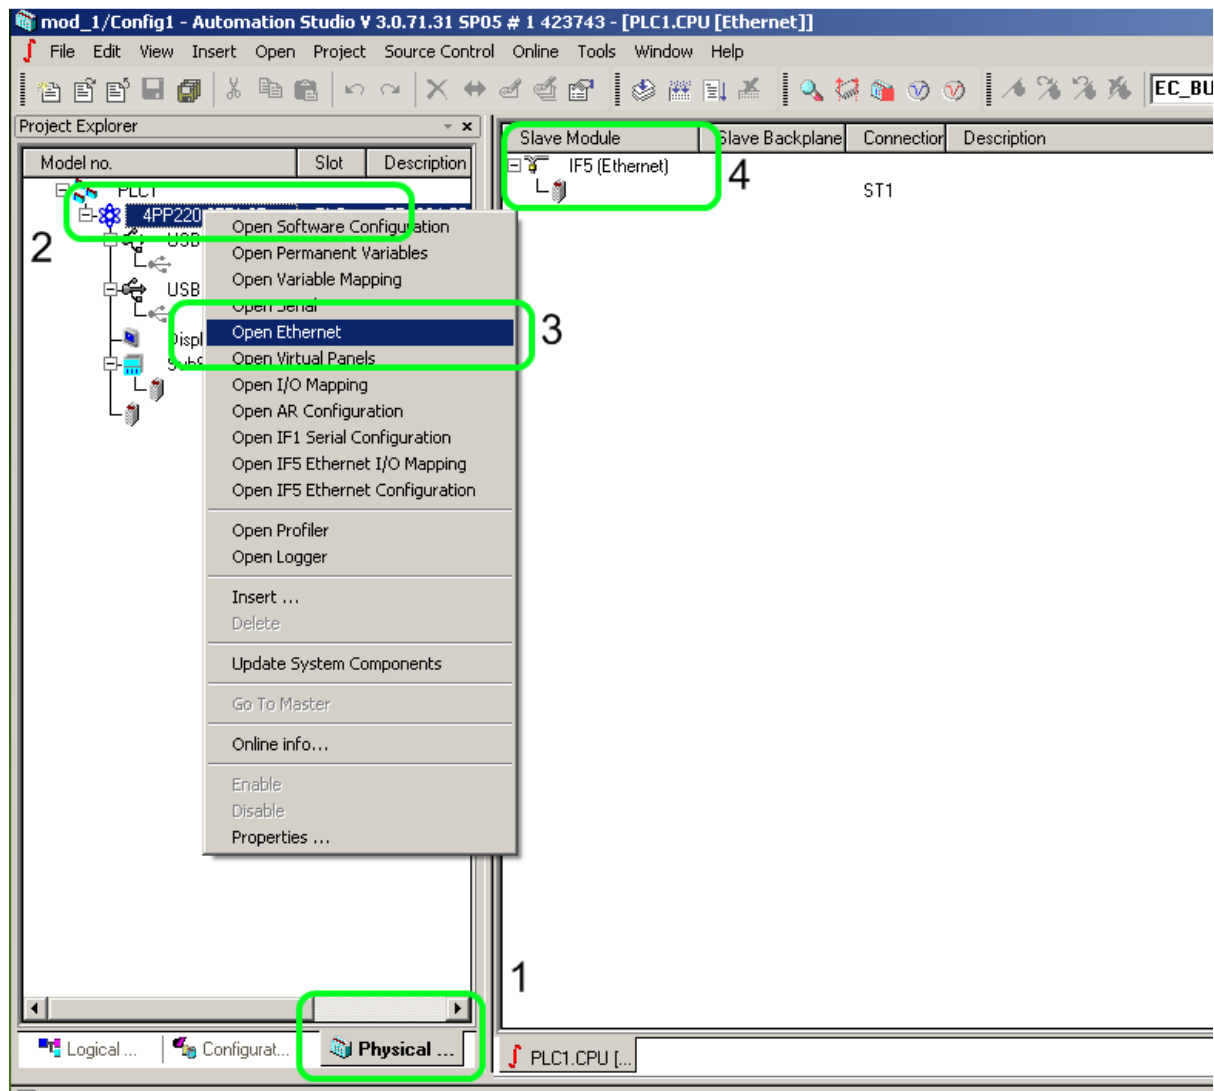 mod_1/Config1 - Automation Studio V 3.0.71.31 SP05 # 1 423743 - [PLC1.CPU [Ethernet]]
File Edit View Insert Open Project Source Control Online Tools Window Help
EC_BU
Project Explorer
Model no. Slot Description
PLC1
4PP220
USB
USB
Displ
2
Open Software Configuration
Open Permanent Variables
Open Variable Mapping
Open Serial
Open Ethernet
Open Virtual Panels
Open I/O Mapping
Open AR Configuration
Open IF1 Serial Configuration
Open IF5 Ethernet I/O Mapping
Open IF5 Ethernet Configuration
Open Profiler
Open Logger
Insert ...
Delete
Update System Components
Go To Master
Online info...
Enable
Disable
Properties ...
3
Slave Module Slave Backplane Connection Description
IF5 (Ethernet)
ST1
4
1
Logical ... Configurat... Physical ...
PLC1.CPU [...